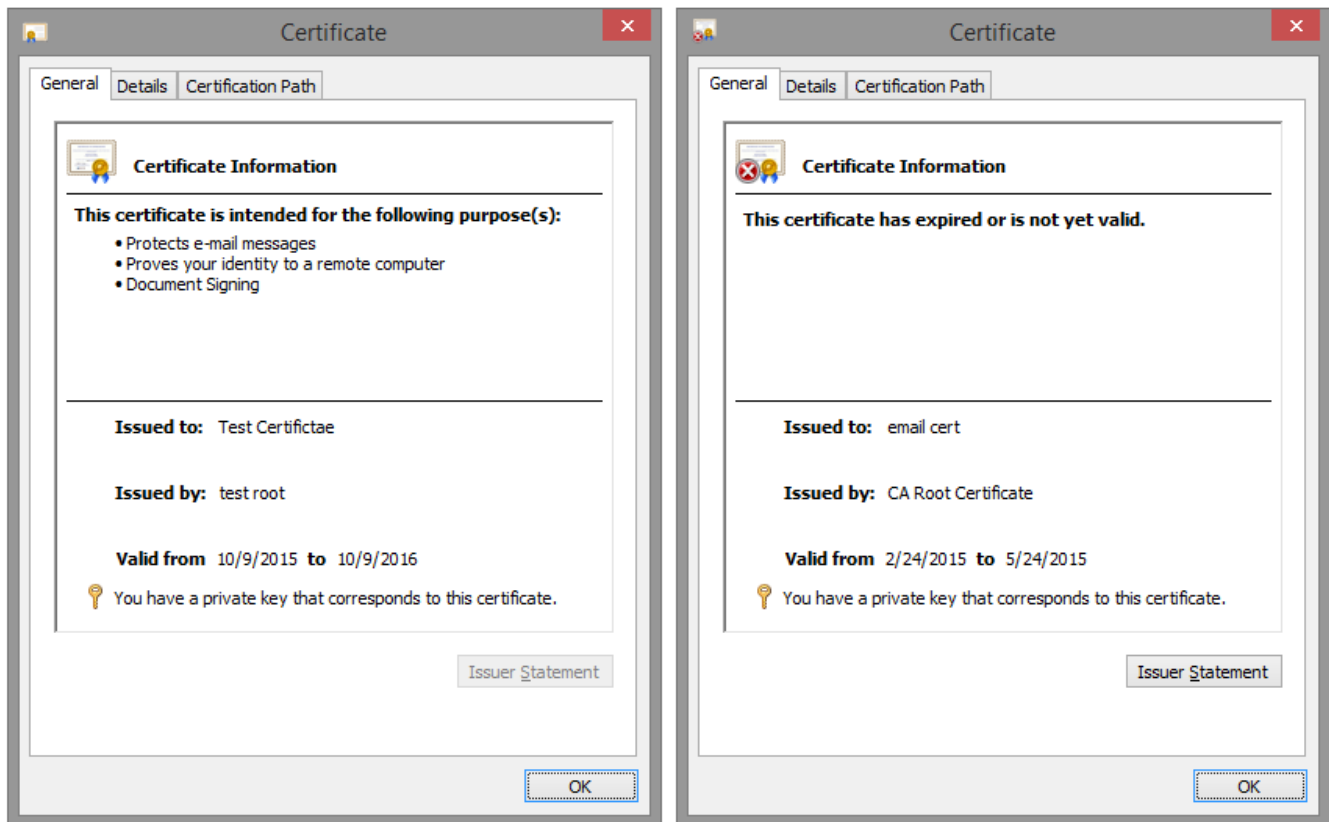 Certificate
General Details Certification Path
Certificate Information
This certificate is intended for the following purpose(s):
• Protects e-mail messages
• Proves your identity to a remote computer
• Document Signing
Issued to: Test Certifictae
Issued by: test root
Valid from 10/9/2015 to 10/9/2016
You have a private key that corresponds to this certificate.
Issuer Statement
OK
Certificate
General Details Certification Path
Certificate Information
This certificate has expired or is not yet valid.
Issued to: email cert
Issued by: CA Root Certificate
Valid from 2/24/2015 to 5/24/2015
You have a private key that corresponds to this certificate.
Issuer Statement
OK